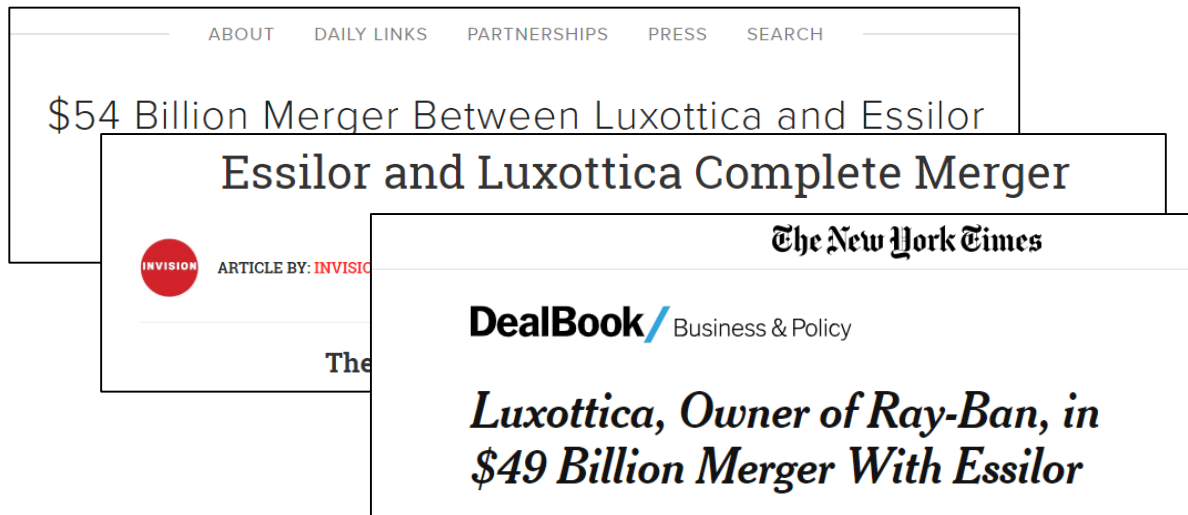 ABOUT DAILY LINKS PARTNERSHIPS PRESS SEARCH
$54 Billion Merger Between Luxottica and Essilor
Essilor and Luxottica Complete Merger
INVISION
ARTICLE BY: INVISIO
The
The New York Times
DealBook/ Business & Policy
Luxottica, Owner of Ray-Ban, in
$49 Billion Merger With Essilor